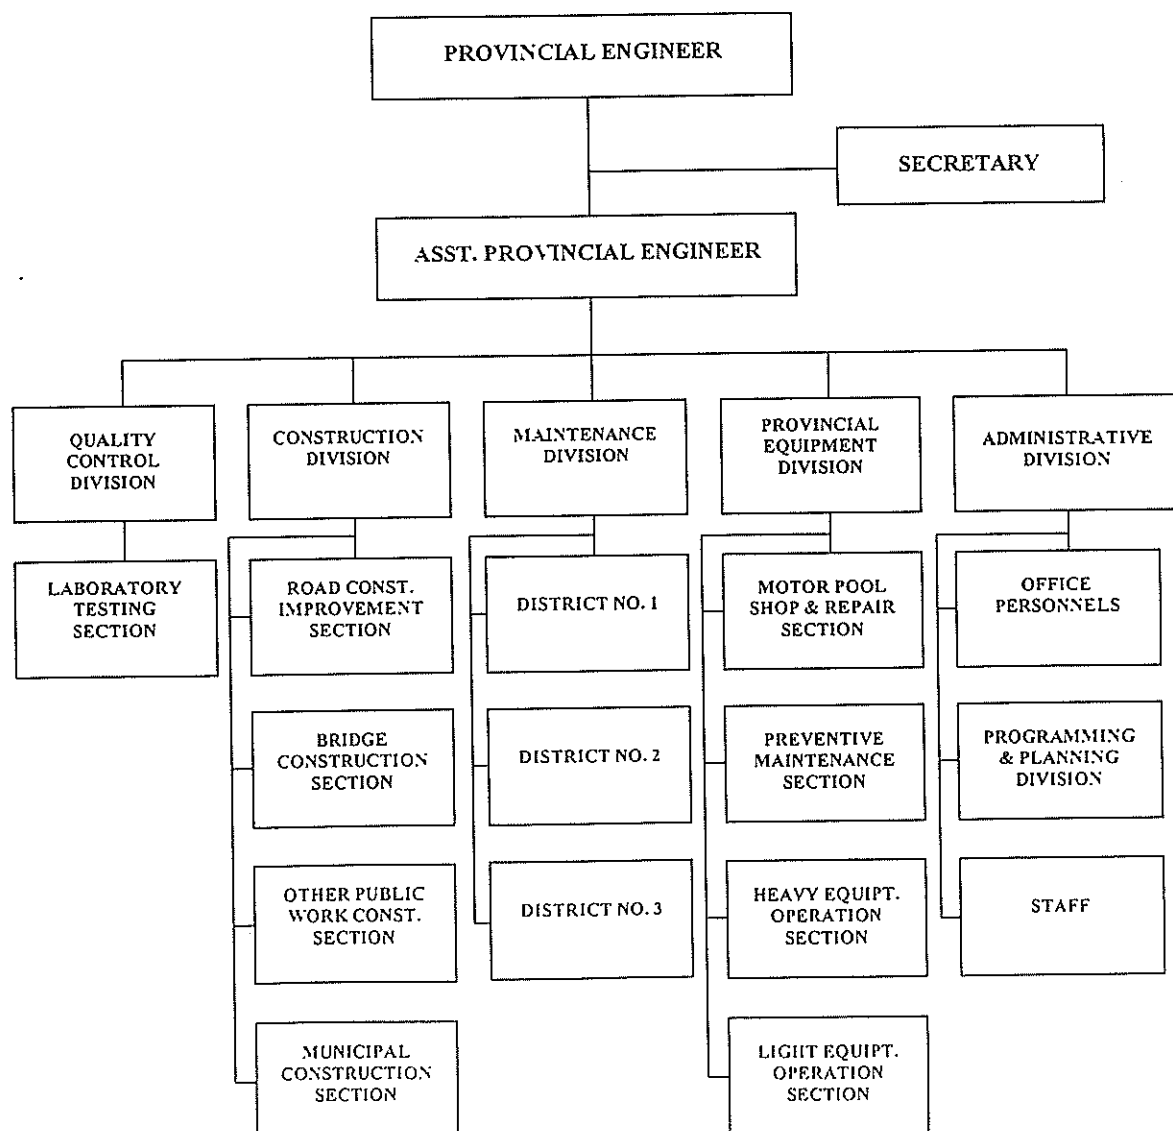 PROVINCIAL ENGINEER
SECRETARY
ASST. PROVINCIAL ENGINEER
QUALITY
CONTROL
DIVISION
CONSTRUCTION
DIVISION
MAINTENANCE
DIVISION
PROVINCIAL
EQUIPMENT
DIVISION
ADMINISTRATIVE
DIVISION
LABORATORY
TESTING
SECTION
ROAD CONST.
IMPROVEMENT
SECTION
DISTRICT NO. 1
MOTOR POOL
SHOP & REPAIR
SECTION
OFFICE
PERSONNELS
BRIDGE
CONSTRUCTION
SECTION
DISTRICT NO. 2
PREVENTIVE
MAINTENANCE
SECTION
PROGRAMMING
& PLANNING
DIVISION
OTHER PUBLIC
WORK CONST.
SECTION
DISTRICT NO. 3
HEAVY EQUIPT.
OPERATION
SECTION
STAFF
MUNICIPAL
CONSTRUCTION
SECTION
LIGHT EQUIPT.
OPERATION
SECTION